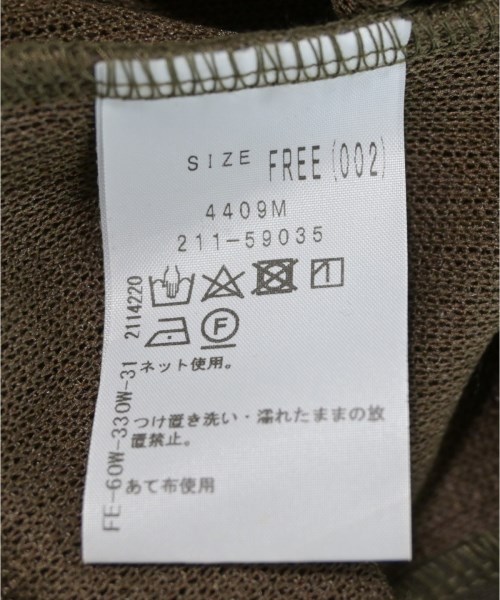 SIZE FREE(002)
4409M
211-59035
F
ネット使用。
つけ置き洗い・濡れたままの放
置禁止。
あて布使用
FE-60W-330W-31 2114220